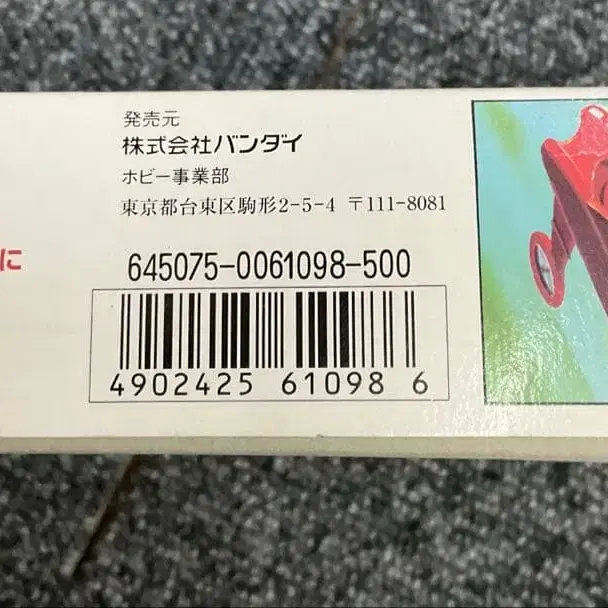 発売元
株式会社バンダイ
ホビー事業部
東京都台東区駒形2-5-4 〒111-8081
に
645075-0061098-500
4902425 61098 6